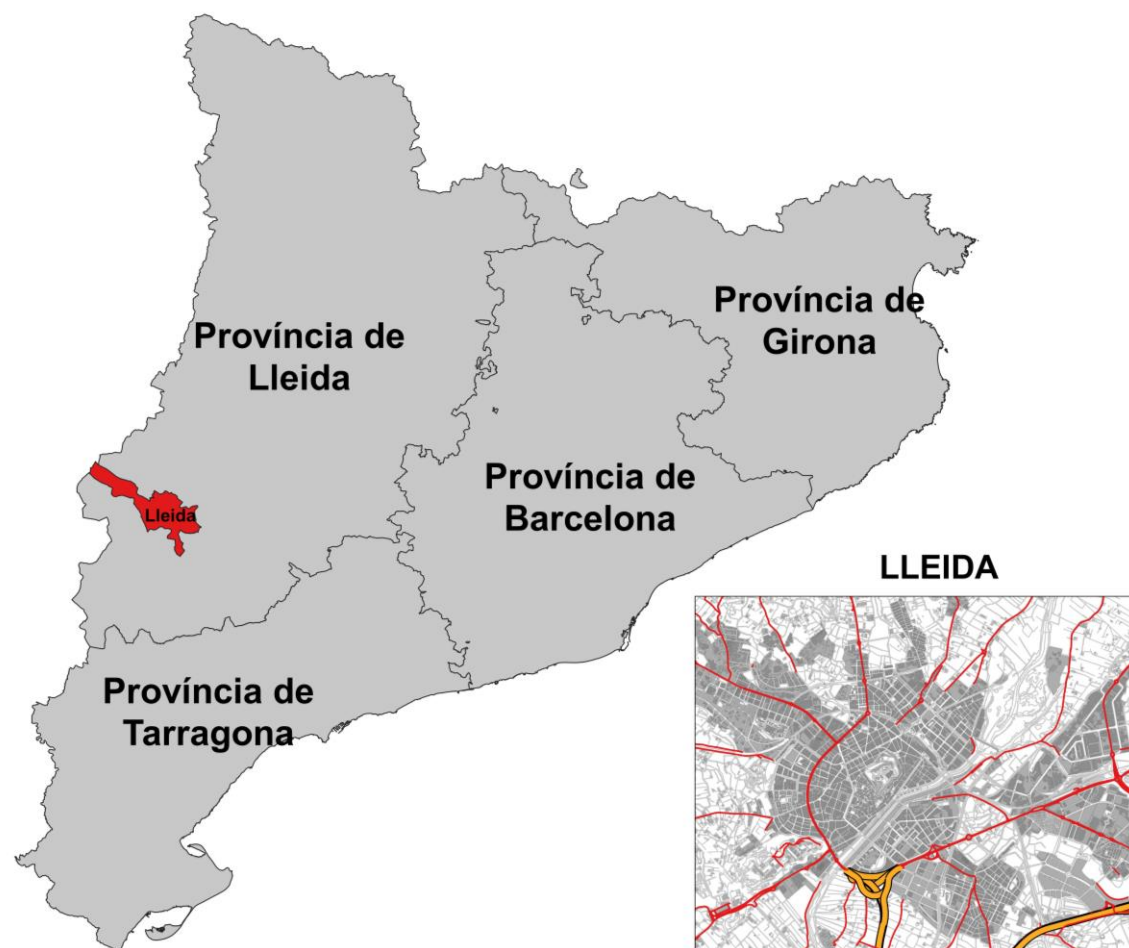 Província de
Lleida
Província de
Girona
Província de
Barcelona
Lleida
LLEIDA
Província de
Tarragona